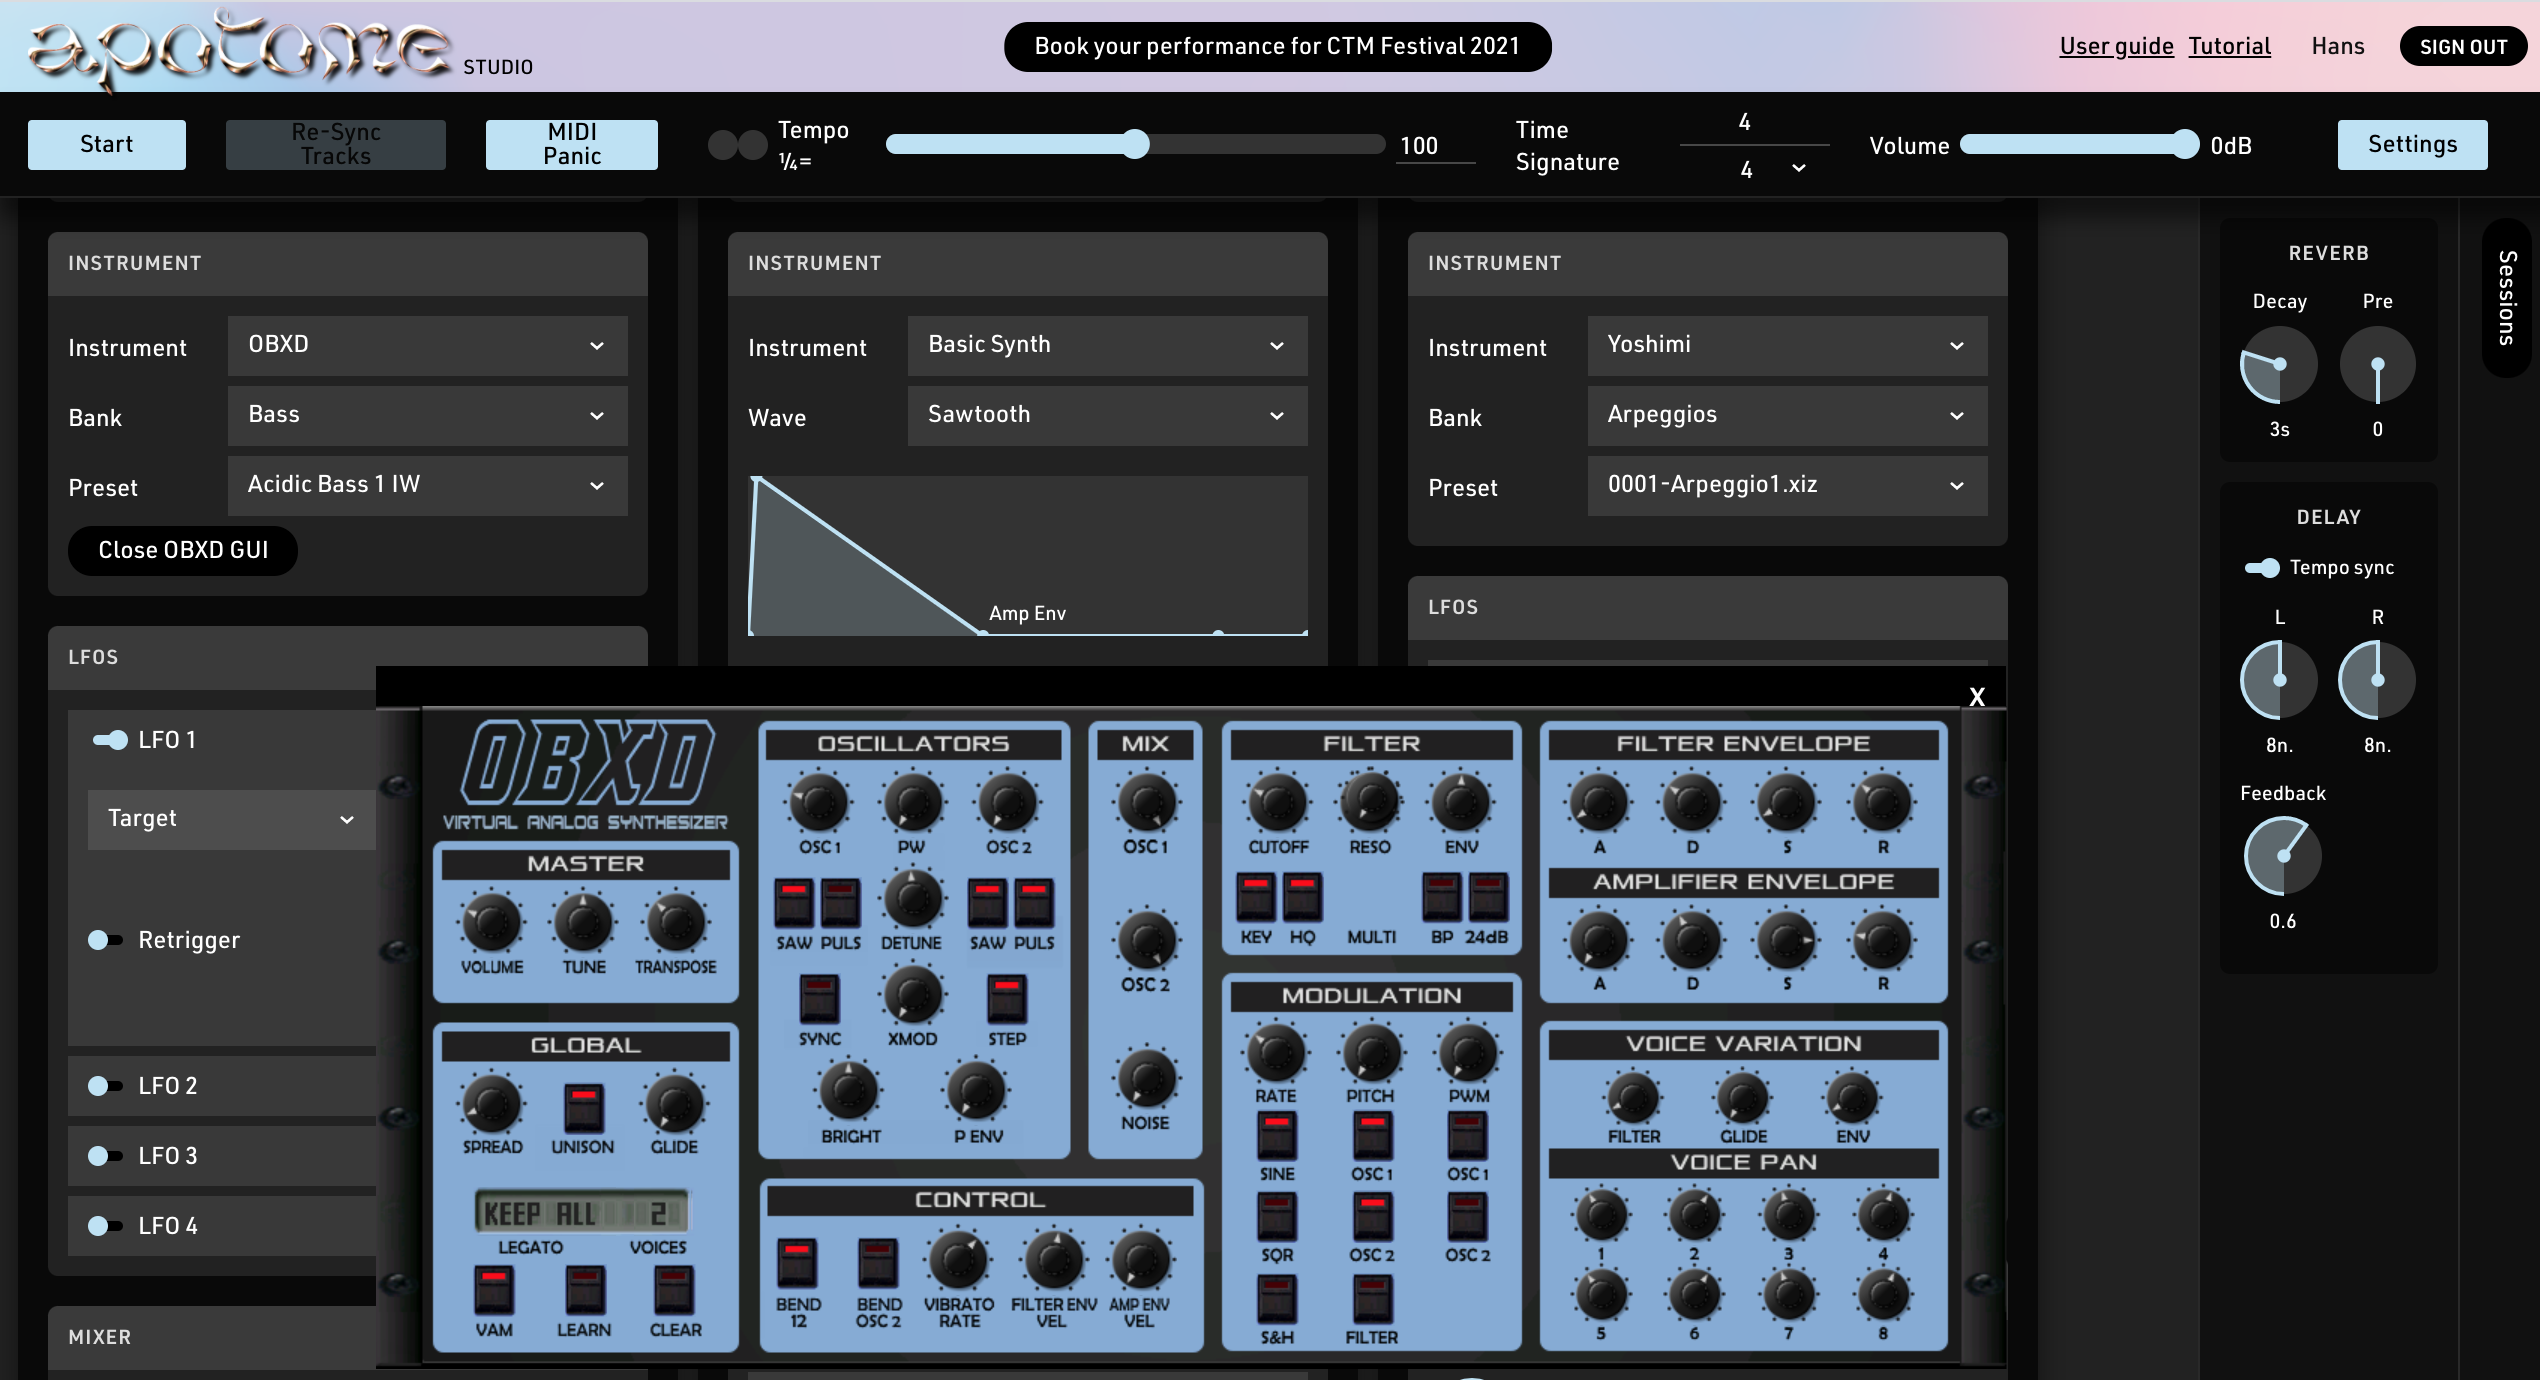 apotome STUDIO
Book your performance for CTM Festival 2021
User guide Tutorial Hans SIGN OUT
Start
Re-Sync
Tracks
MIDI
Panic
Tempo
¼=
100
Time
Signature
4
4
Volume 0dB
Settings
INSTRUMENT
Instrument OBXD
Bank Bass
Preset Acidic Bass 1 IW
Close OBXD GUI
LFOS
LFO 1
Target
Retrigger
LFO 2
LFO 3
LFO 4
MIXER
INSTRUMENT
Instrument Basic Synth
Wave Sawtooth
Amp Env
INSTRUMENT
Instrument Yoshimi
Bank Arpeggios
Preset 0001-Arpeggio1.xiz
LFOS
REVERB
Decay Pre
3s 0
DELAY
Tempo sync
L R
8n. 8n.
Feedback
0.6
Sessions
X
OBXD
VIRTUAL ANALOG SYNTHESIZER
MASTER
VOLUME TUNE TRANSPOSE
GLOBAL
SPREAD UNISON GLIDE
KEEP ALL 2
LEGATO VOICES
VAM LEARN CLEAR
OSCILLATORS
OSC 1 PW OSC 2
SAW PULS DETUNE SAW PULS
SYNC XMOD STEP
BRIGHT P ENV
MIX
OSC 1
OSC 2
NOISE
CONTROL
BEND
12
BEND
OSC 2
VIBRATO
RATE
FILTER ENV
VEL
AMP ENV
VEL
FILTER
CUTOFF RESO ENV
KEY HQ MULTI BP 24dB
MODULATION
RATE PITCH PWM
SINE OSC 1 OSC 1
SQR OSC 2 OSC 2
S&H FILTER
FILTER ENVELOPE
A D S R
AMPLIFIER ENVELOPE
A D S R
VOICE VARIATION
FILTER GLIDE ENV
VOICE PAN
1 2 3 4
5 6 7 8